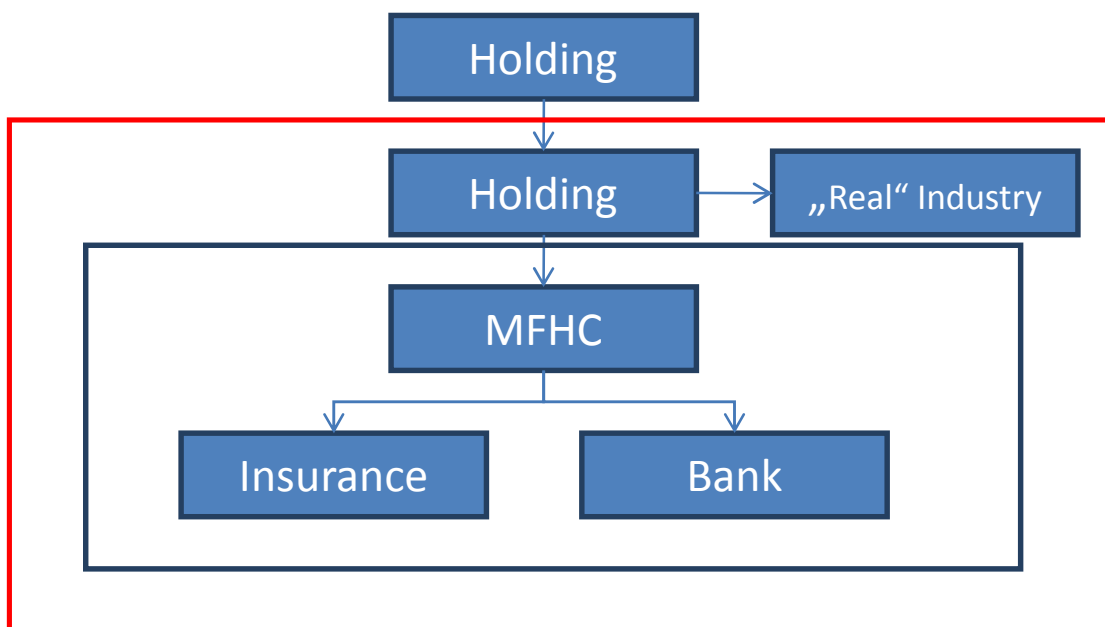 Holding
Holding
„Real“ Industry
MFHC
Insurance
Bank